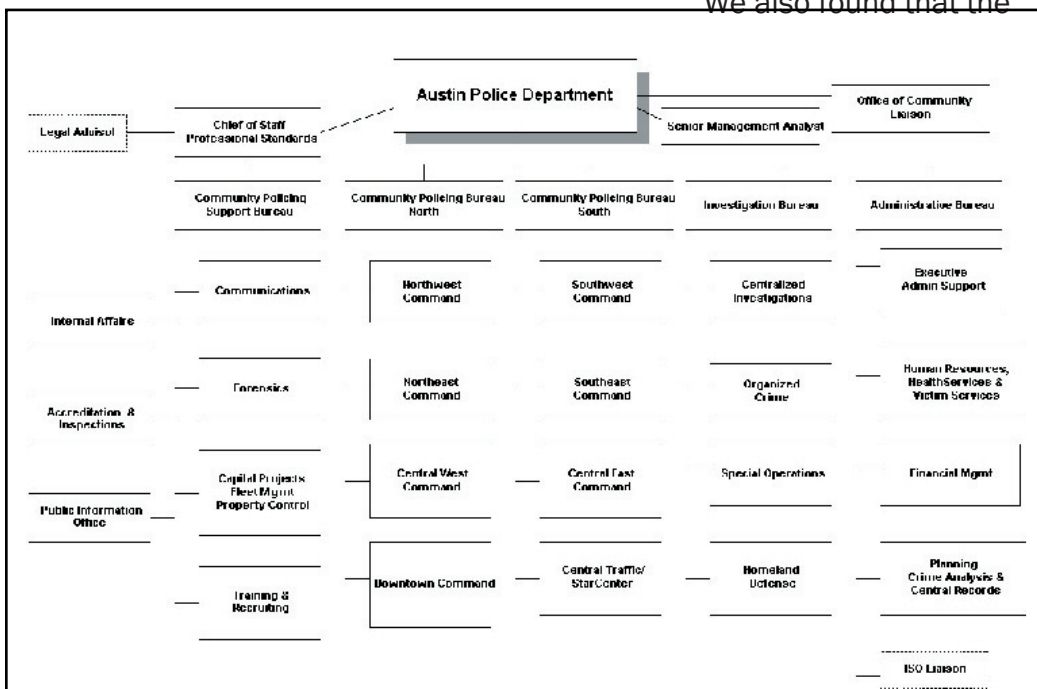 We also found that the
Austin Police Department
Office of Community
Liaison
Legal Advisor
Chief of Staff
Professional Standards
Senior Management Analyst
Community Policing
Support Bureau
Community Policing Bureau
North
Community Policing Bureau
South
Investigation Bureau
Administrative Bureau
Communications
Northwest
Command
Southwest
Command
Centralized
Investigations
Executive
Admin Support
Internal Affairs
Forensics
Northeast
Command
Southeast
Command
Organized
Crime
Human Resources,
HealthServices &
Victim Services
Accreditation &
Inspections
Capital Projects
Fleet Mgmt
Property Control
Central West
Command
Central East
Command
Special Operations
Financial Mgmt
Public Information
Office
Training &
Recruiting
Downtown Command
Central Traffic/
StarCenter
Homeland
Defense
Planning
Crime Analysis &
Central Records
ISO Liaison